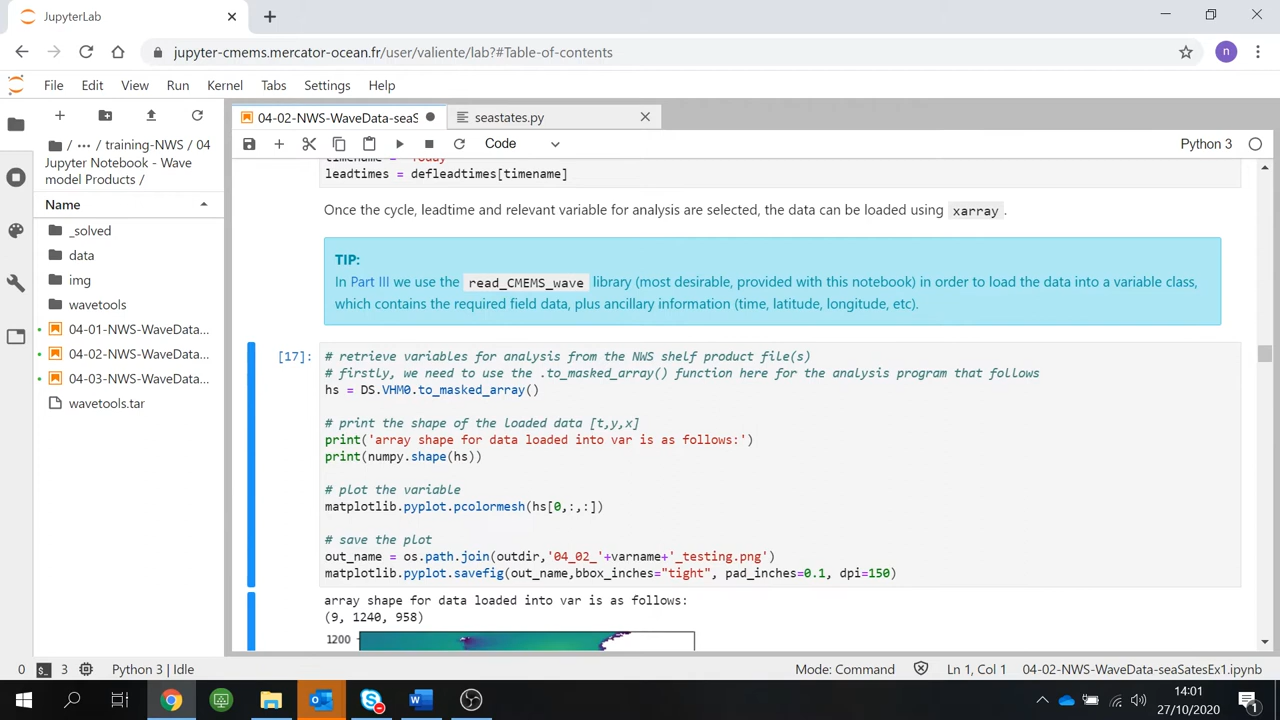 JupyterLab
jupyter-cmems.mercator-ocean.fr/user/valiente/lab?#Table-of-contents
n
File Edit View Run Kernel Tabs Settings Help
04-02-NWS-WaveData-seaS
seastates.py
/ ··· / training-NWS / 04
Jupyter Notebook - Wave
model Products /
Code
Python 3
Name
_solved
data
img
wavetools
04-01-NWS-WaveData...
04-02-NWS-WaveData...
04-03-NWS-WaveData...
wavetools.tar
timename = 'Today'
leadtimes = defleadtimes[timename]
Once the cycle, leadtime and relevant variable for analysis are selected, the data can be loaded using xarray .
TIP:
In Part III we use the read_CMEMS_wave library (most desirable, provided with this notebook) in order to load the data into a variable class,
which contains the required field data, plus ancillary information (time, latitude, longitude, etc).
[17]:
# retrieve variables for analysis from the NWS shelf product file(s)
# firstly, we need to use the .to_masked_array() function here for the analysis program that follows
hs = DS.VHM0.to_masked_array()
# print the shape of the loaded data [t,y,x]
print('array shape for data loaded into var is as follows:')
print(numpy.shape(hs))
# plot the variable
matplotlib.pyplot.pcolormesh(hs[0,:,:])
# save the plot
out_name = os.path.join(outdir,'04_02_'+varname+'_testing.png')
matplotlib.pyplot.savefig(out_name,bbox_inches="tight", pad_inches=0.1, dpi=150)
array shape for data loaded into var is as follows:
(9, 1240, 958)
1200
0 3 Python 3 | Idle
Mode: Command
Ln 1, Col 1
04-02-NWS-WaveData-seaSatesEx1.ipynb
14:01
27/10/2020
1